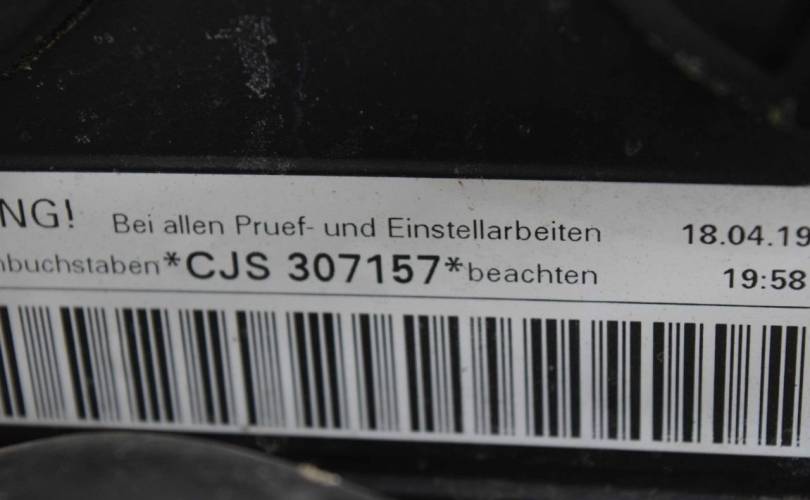 NG! Bei allen Pruef- und Einstellarbeiten 18.04.19
nbuchstaben*CJS 307157*beachten 19:58